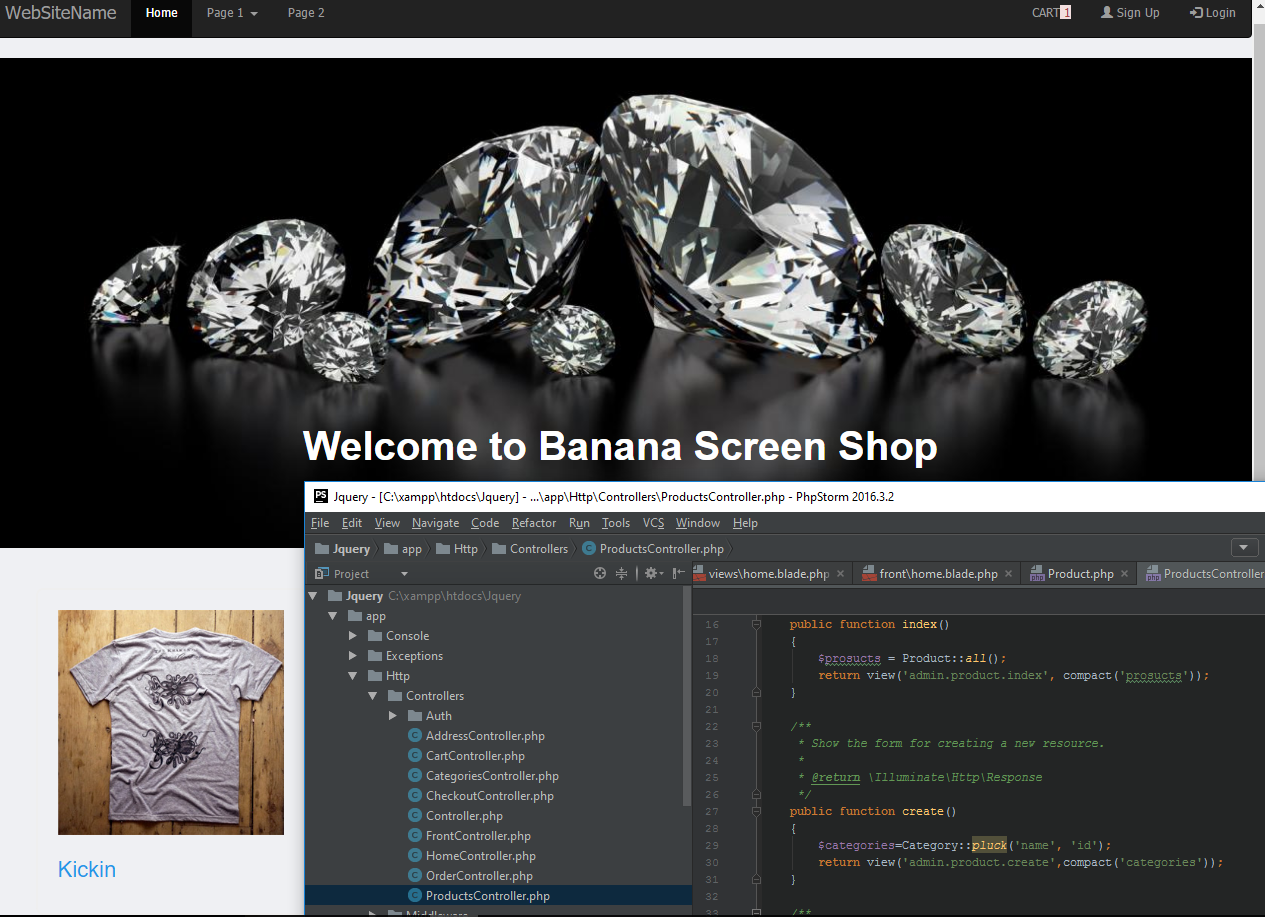 WebSiteName Home Page 1 Page 2 CART 1 Sign Up Login
Welcome to Banana Screen Shop
Kickin
PS Jquery - [C:\xampp\htdocs\Jquery] - ...\app\Http\Controllers\ProductsController.php - PhpStorm 2016.3.2
File Edit View Navigate Code Refactor Run Tools VCS Window Help
Jquery app Http Controllers ProductsController.php
Project
views\home.blade.php front\home.blade.php Product.php ProductsController
Jquery C:\xampp\htdocs\Jquery
app
Console
Exceptions
Http
Controllers
Auth
AddressController.php
CartController.php
CategoriesController.php
CheckoutController.php
Controller.php
FrontController.php
HomeController.php
OrderController.php
ProductsController.php
Middleware
16 public function index()
17 {
18 $prosucts = Product::all();
19 return view('admin.product.index', compact('prosucts'));
20 }
21
22 /**
23 * Show the form for creating a new resource.
24 *
25 * @return \Illuminate\Http\Response
26 */
27 public function create()
28 {
29 $categories=Category::pluck('name', 'id');
30 return view('admin.product.create',compact('categories'));
31 }
32
33 /**